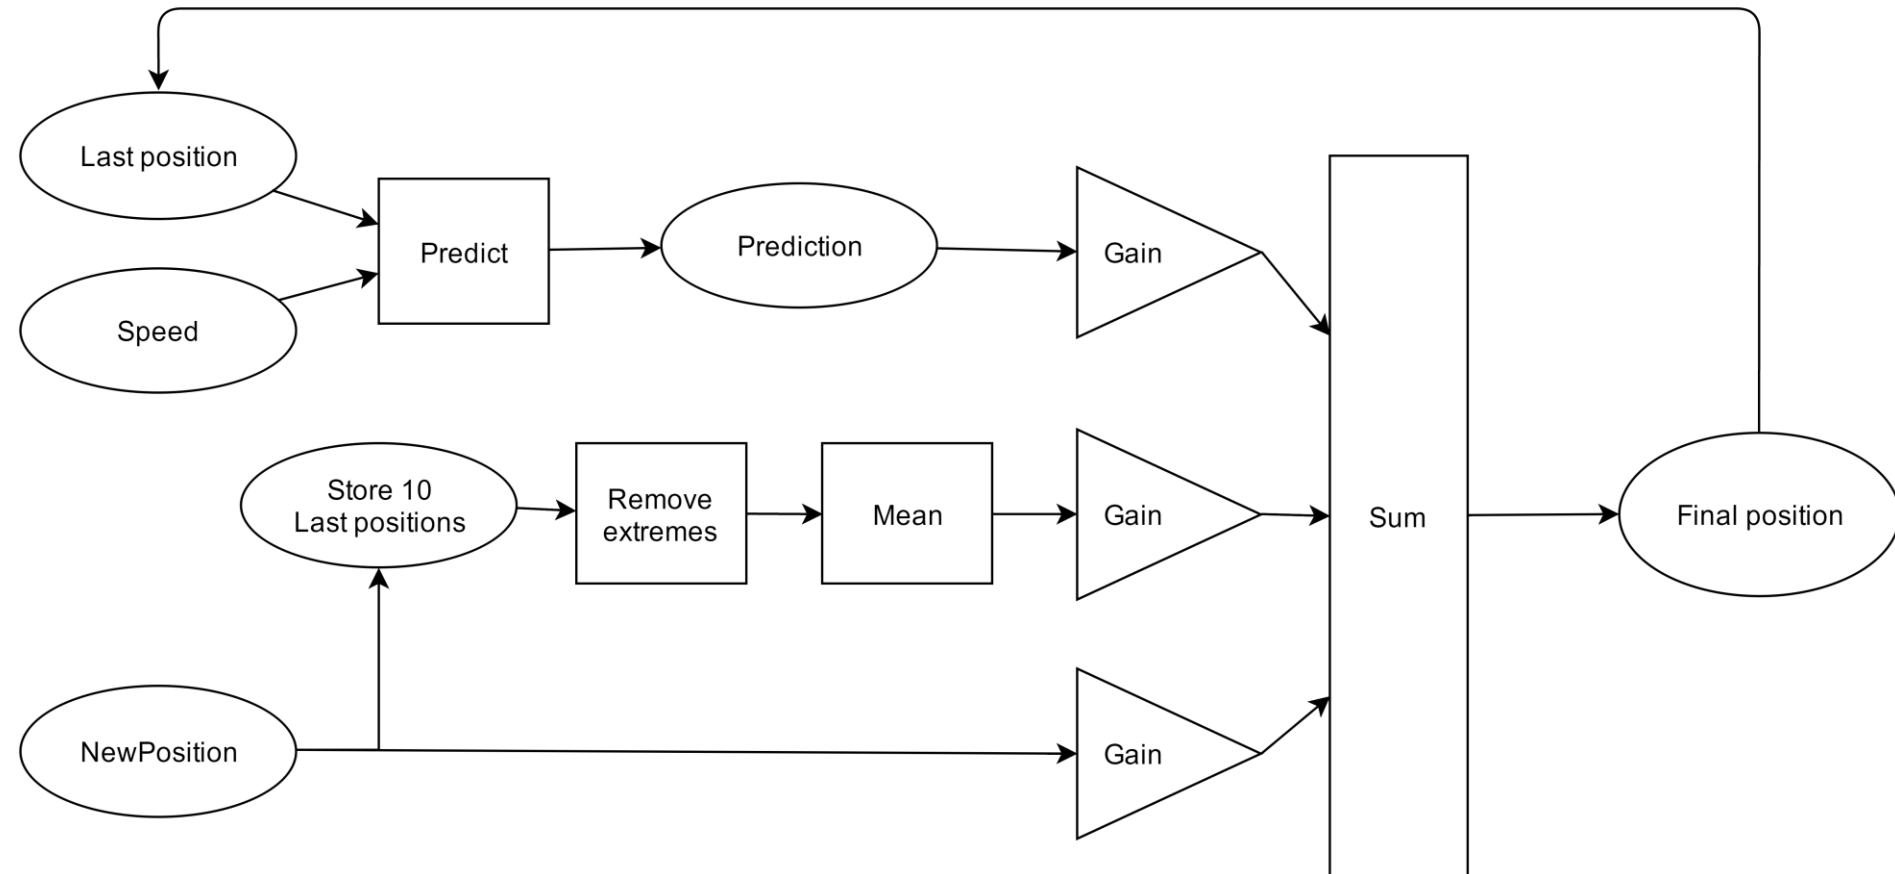 Last position
Speed
Predict
Prediction
Gain
Store 10
Last positions
Remove
extremes
Mean
Gain
Sum
Final position
NewPosition
Gain